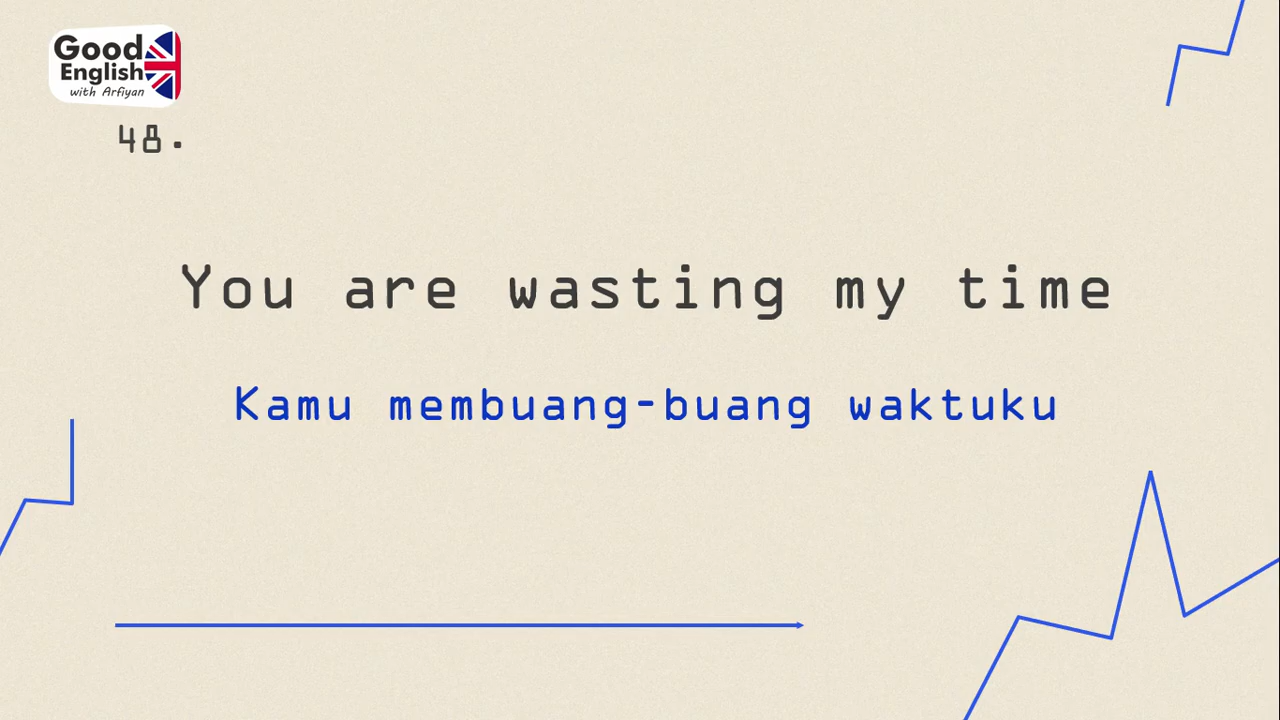 Good
English
with Arfiyan
48.
You are wasting my time
Kamu membuang-buang waktuku